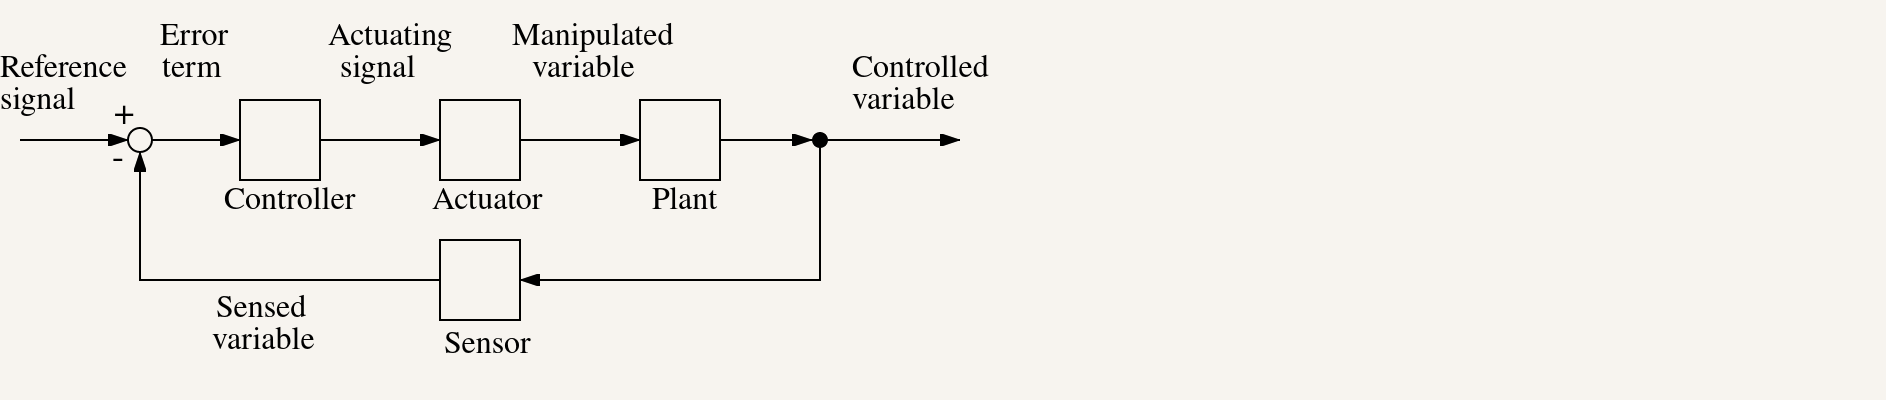 Reference
signal
+
-
Error
term
Actuating
signal
Manipulated
variable
Controlled
variable
Controller
Actuator
Plant
Sensed
variable
Sensor